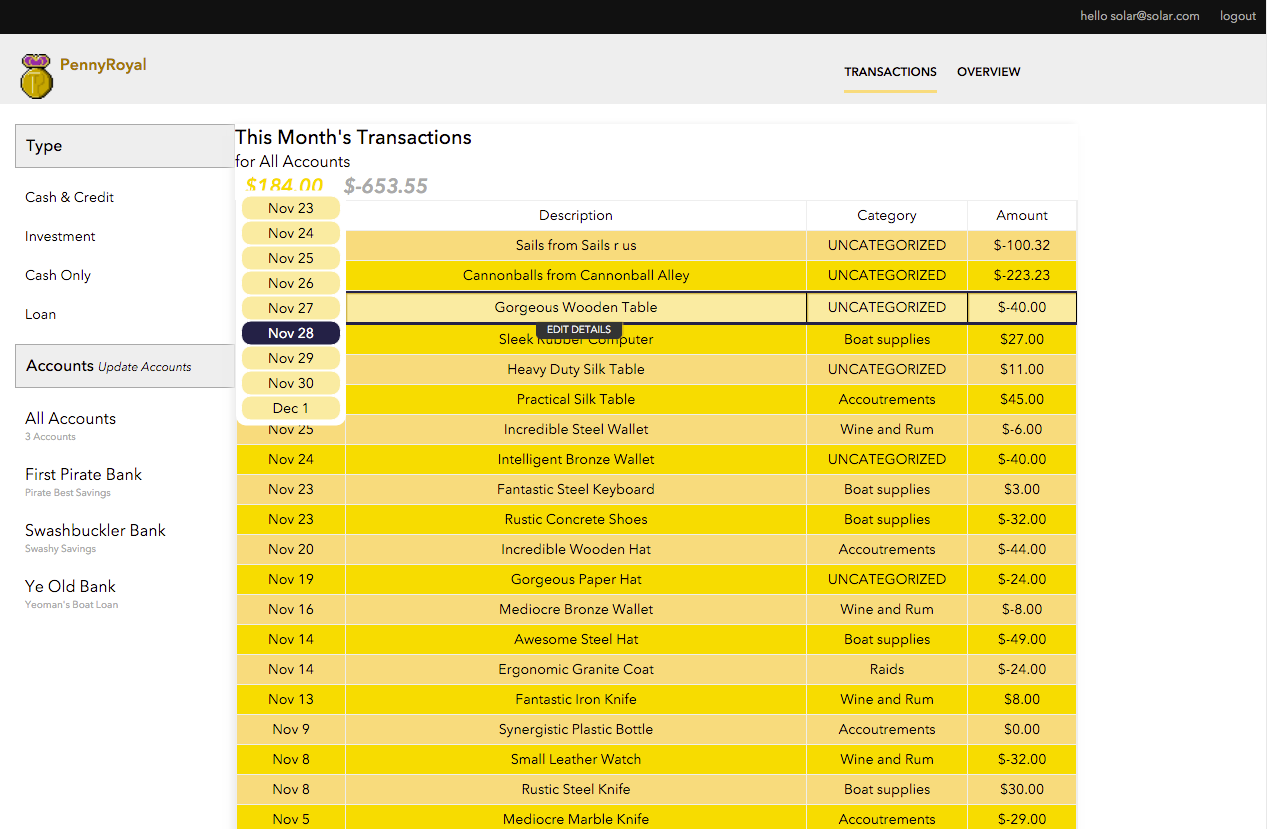 hello solar@solar.com logout
PennyRoyal
TRANSACTIONS OVERVIEW
Type
Cash & Credit
Investment
Cash Only
Loan
Accounts Update Accounts
All Accounts
3 Accounts
First Pirate Bank
Pirate Best Savings
Swashbuckler Bank
Swashy Savings
Ye Old Bank
Yeoman's Boat Loan
This Month's Transactions
for All Accounts
$184.00 $-653.55
Nov 23
Nov 24
Nov 25
Nov 26
Nov 27
Nov 28
Nov 29
Nov 30
Dec 1
Description Category Amount
Sails from Sails r us UNCATEGORIZED $-100.32
Cannonballs from Cannonball Alley UNCATEGORIZED $-223.23
Gorgeous Wooden Table UNCATEGORIZED $-40.00
EDIT DETAILS
Sleek Rubber Computer Boat supplies $27.00
Heavy Duty Silk Table UNCATEGORIZED $11.00
Practical Silk Table Accoutrements $45.00
Nov 25 Incredible Steel Wallet Wine and Rum $-6.00
Nov 24 Intelligent Bronze Wallet UNCATEGORIZED $-40.00
Nov 23 Fantastic Steel Keyboard Boat supplies $3.00
Nov 23 Rustic Concrete Shoes Boat supplies $-32.00
Nov 20 Incredible Wooden Hat Accoutrements $-44.00
Nov 19 Gorgeous Paper Hat UNCATEGORIZED $-24.00
Nov 16 Mediocre Bronze Wallet Wine and Rum $-8.00
Nov 14 Awesome Steel Hat Boat supplies $-49.00
Nov 14 Ergonomic Granite Coat Raids $-24.00
Nov 13 Fantastic Iron Knife Wine and Rum $8.00
Nov 9 Synergistic Plastic Bottle Accoutrements $0.00
Nov 8 Small Leather Watch Wine and Rum $-32.00
Nov 8 Rustic Steel Knife Boat supplies $30.00
Nov 5 Mediocre Marble Knife Accoutrements $-29.00